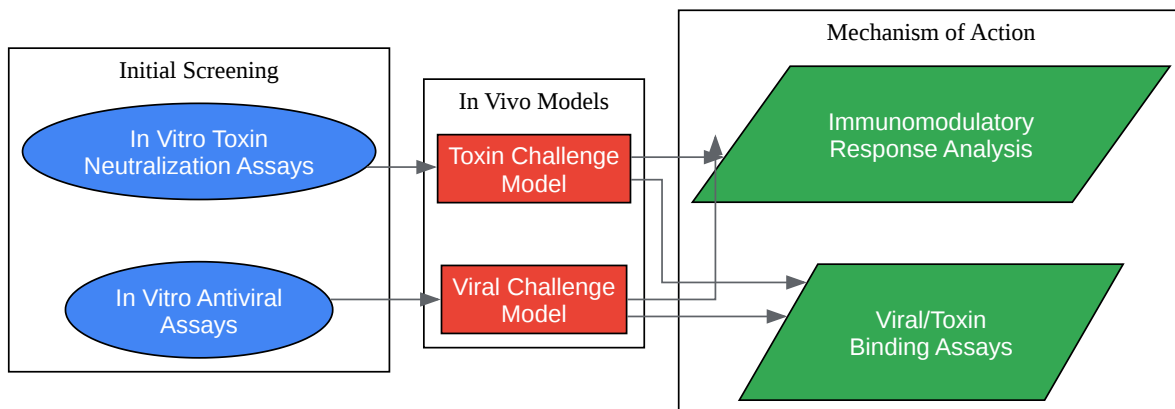 Initial Screening
In Vitro Toxin
Neutralization Assays
In Vitro Antiviral
Assays
In Vivo Models
Toxin Challenge
Model
Viral Challenge
Model
Mechanism of Action
Immunomodulatory
Response Analysis
Viral/Toxin
Binding Assays